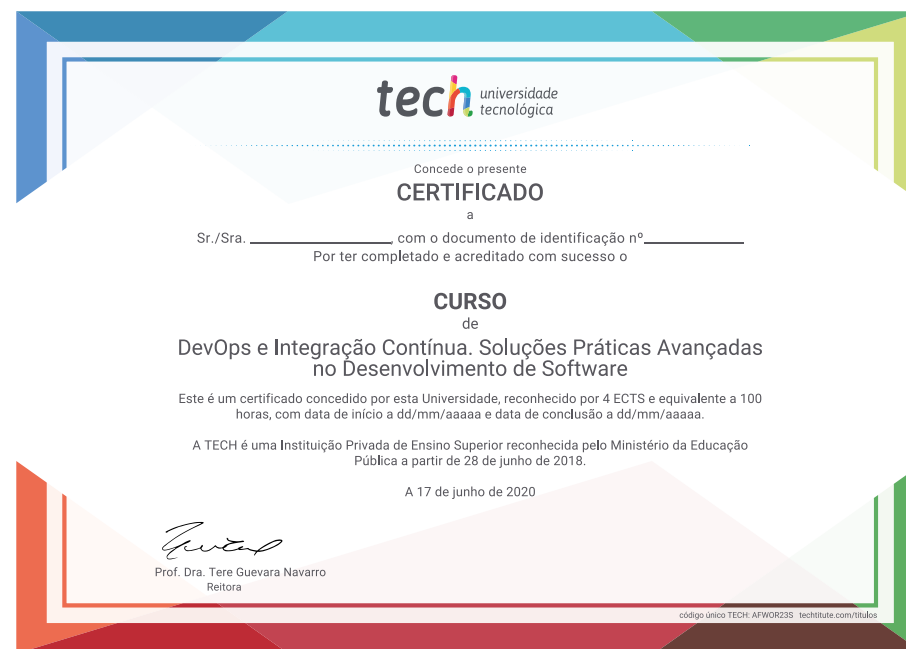 tech universidade
tecnológica
Concede o presente
CERTIFICADO
a
Sr./Sra. ____________, com o documento de identificação nº____________
Por ter completado e acreditado com sucesso o
CURSO
de
DevOps e Integração Contínua. Soluções Práticas Avançadas
no Desenvolvimento de Software
Este é um certificado concedido por esta Universidade, reconhecido por 4 ECTS e equivalente a 100
horas, com data de início a dd/mm/aaaaa e data de conclusão a dd/mm/aaaaa.
A TECH é uma Instituição Privada de Ensino Superior reconhecida pelo Ministério da Educação
Pública a partir de 28 de junho de 2018.
A 17 de junho de 2020
Prof. Dra. Tere Guevara Navarro
Reitora
código único TECH: AFWOR23S techtitute.com/titulos